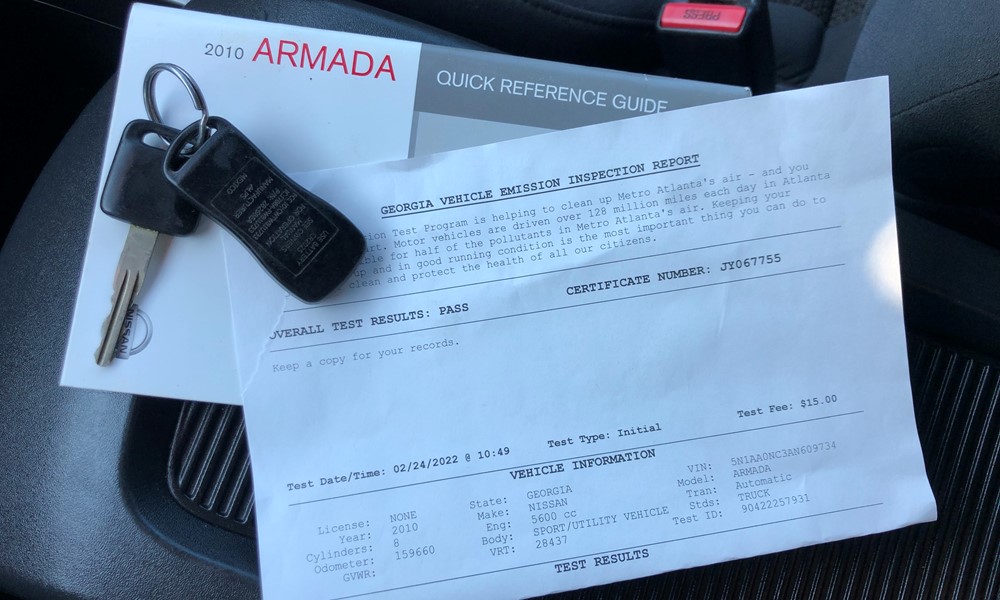 PRESS
2010 ARMADA
QUICK REFERENCE GUIDE
GEORGIA VEHICLE EMISSION INSPECTION REPORT
ion Test Program is helping to clean up Metro Atlanta's air - and you
rt. Motor vehicles are driven over 128 million miles each day in Atlanta
ible for half of the pollutants in Metro Atlanta's air. Keeping your
up and in good running condition is the most important thing you can do to
clean and protect the health of all our citizens.
OVERALL TEST RESULTS: PASS CERTIFICATE NUMBER: JY067755
Keep a copy for your records.
Test Date/Time: 02/24/2022 @ 10:49 Test Type: Initial Test Fee: $15.00
VEHICLE INFORMATION
License: NONE State: GEORGIA VIN: 5N1AA0NC3AN609734
Year: 2010 Make: NISSAN Model: ARMADA
Cylinders: 8 Eng: 5600 cc Tran: Automatic
Odometer: 159660 Body: SPORT/UTILITY VEHICLE Stds: TRUCK
GVWR: VRT: 28437 Test ID: 90422257931
TEST RESULTS
NISSAN
MEXICO